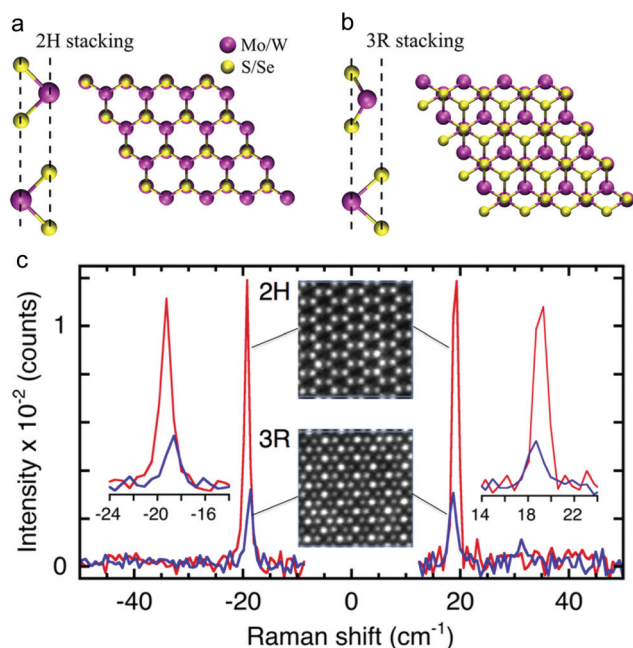 a
2H stacking
Mo/W
S/Se
b
3R stacking
c
2H
3R
1
0
Intensity x 10⁻² (counts)
-24 -20 -16
14 18 22
-40 -20 0 20 40
Raman shift (cm⁻¹)